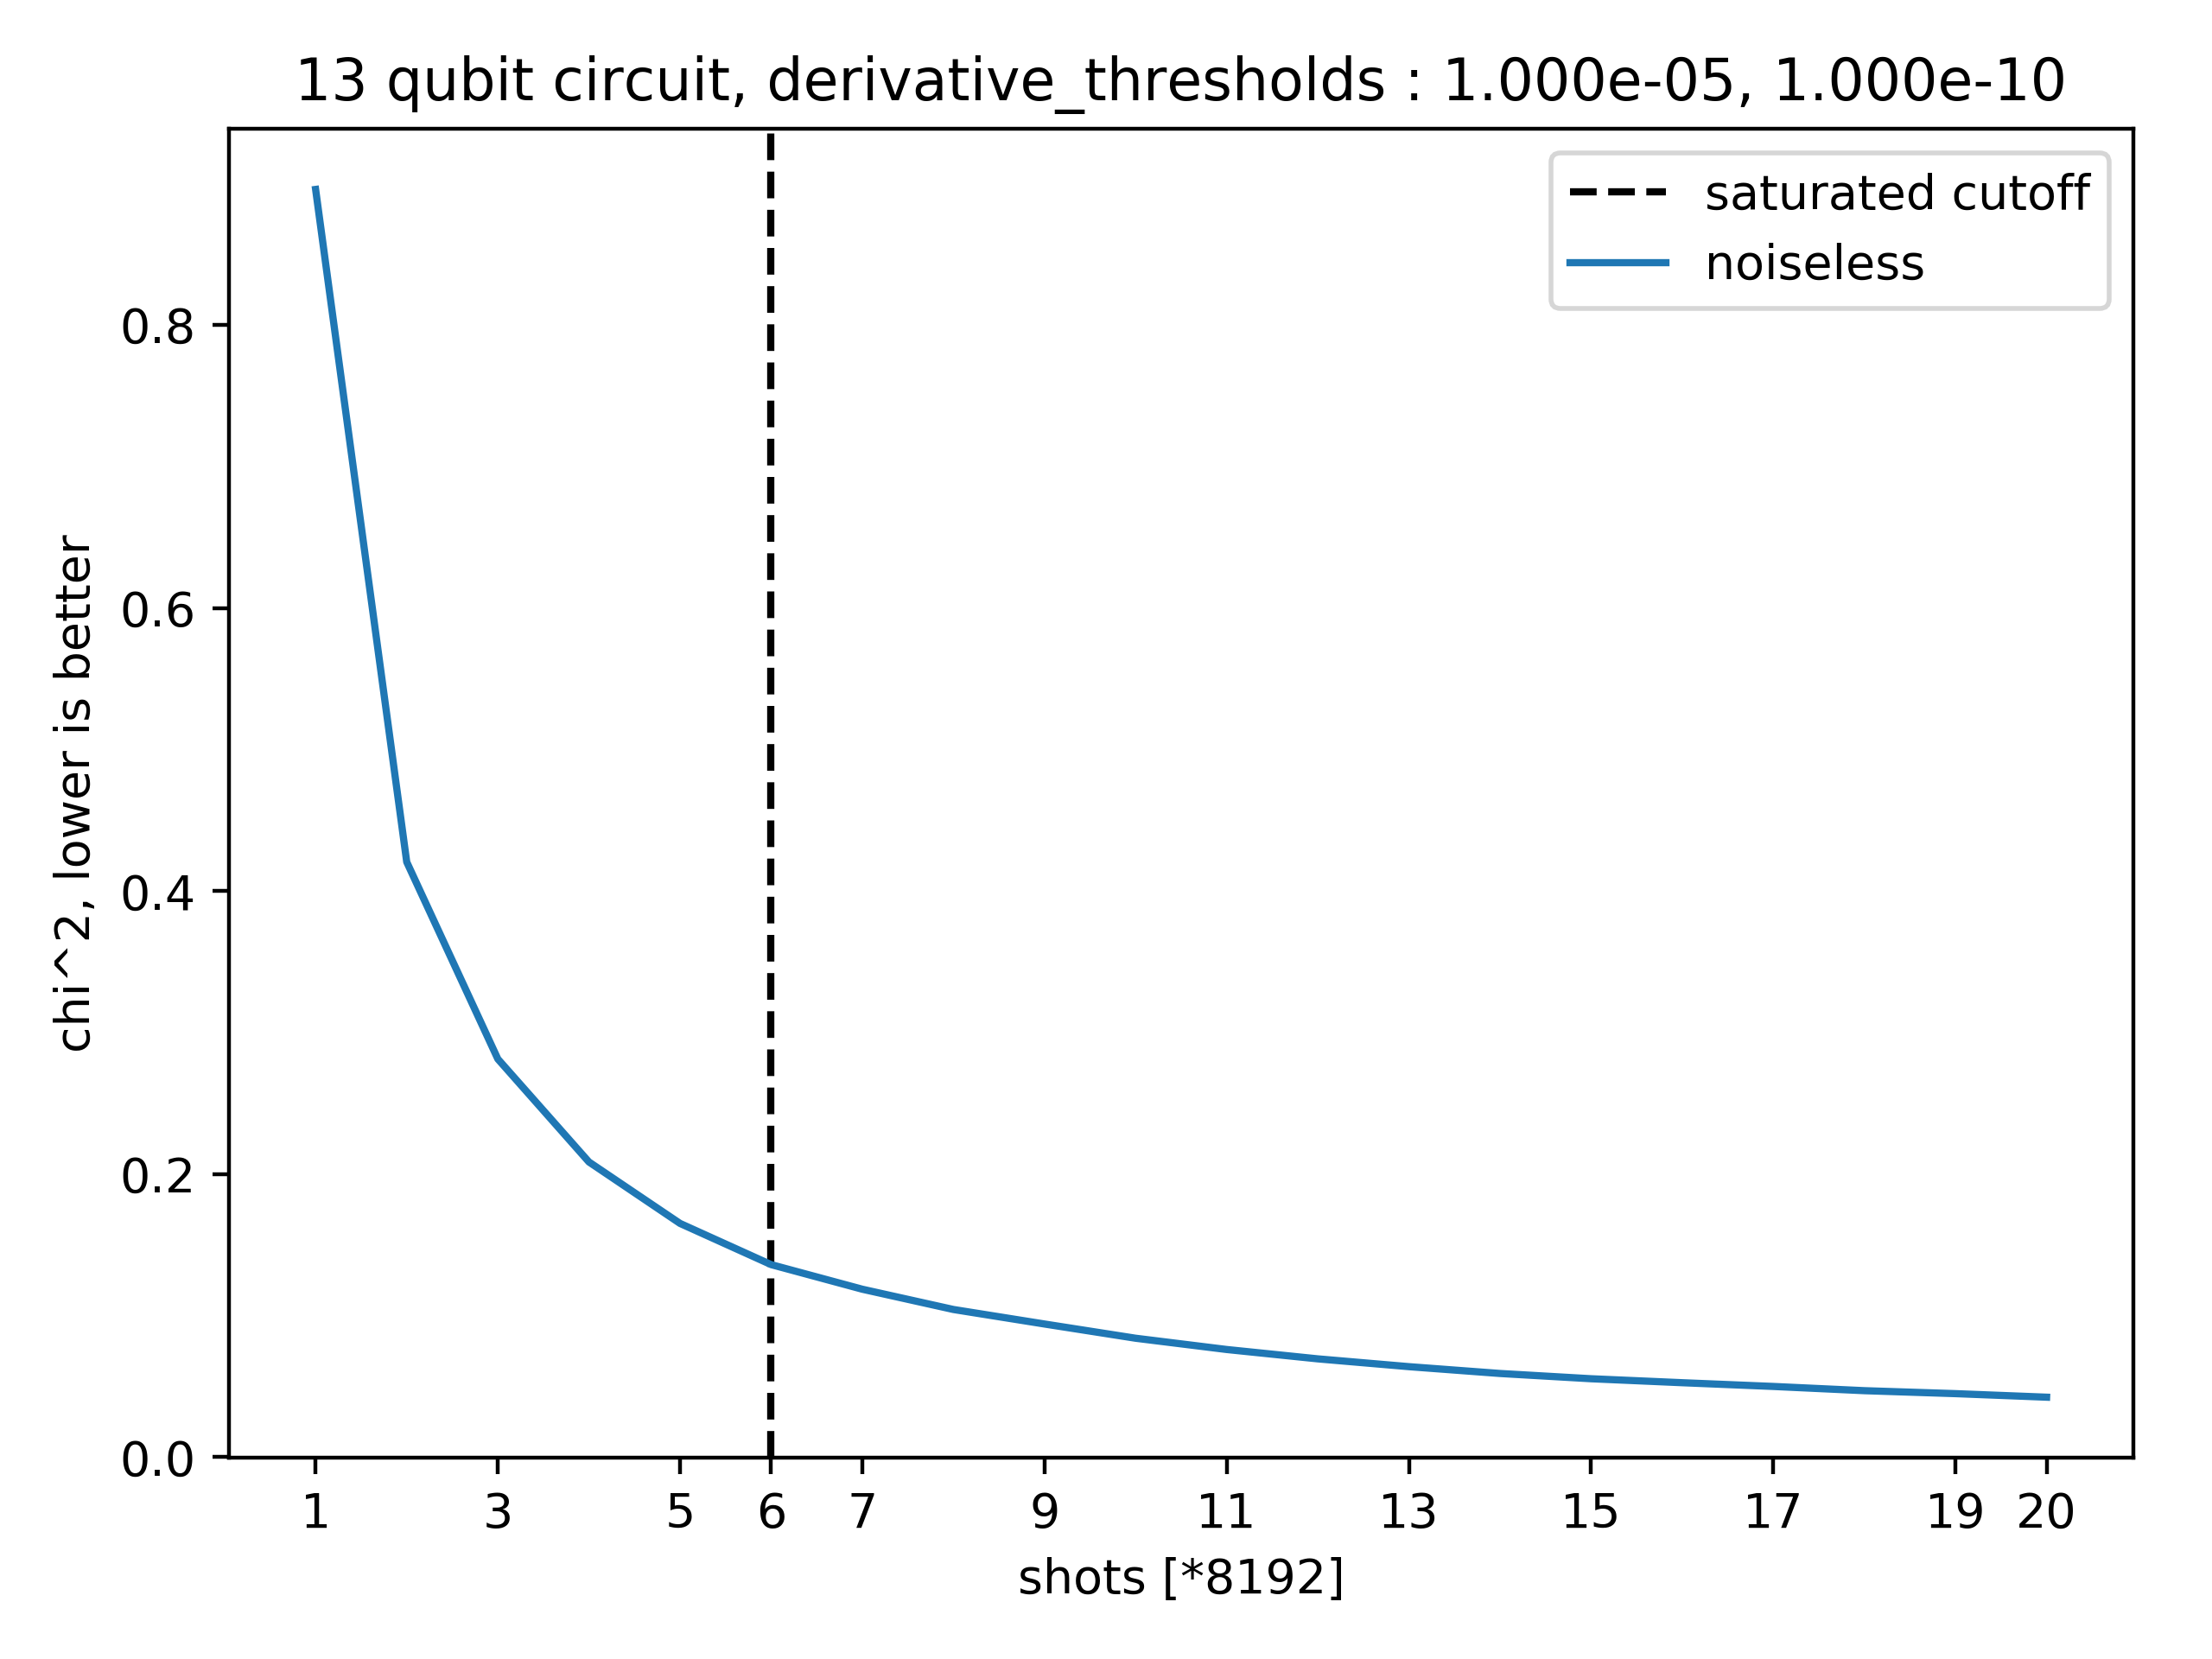 13 qubit circuit, derivative_thresholds : 1.000e-05, 1.000e-10
saturated cutoff
noiseless
chi^2, lower is better
0.8
0.6
0.4
0.2
0.0
1 3 5 6 7 9 11 13 15 17 19 20
shots [*8192]